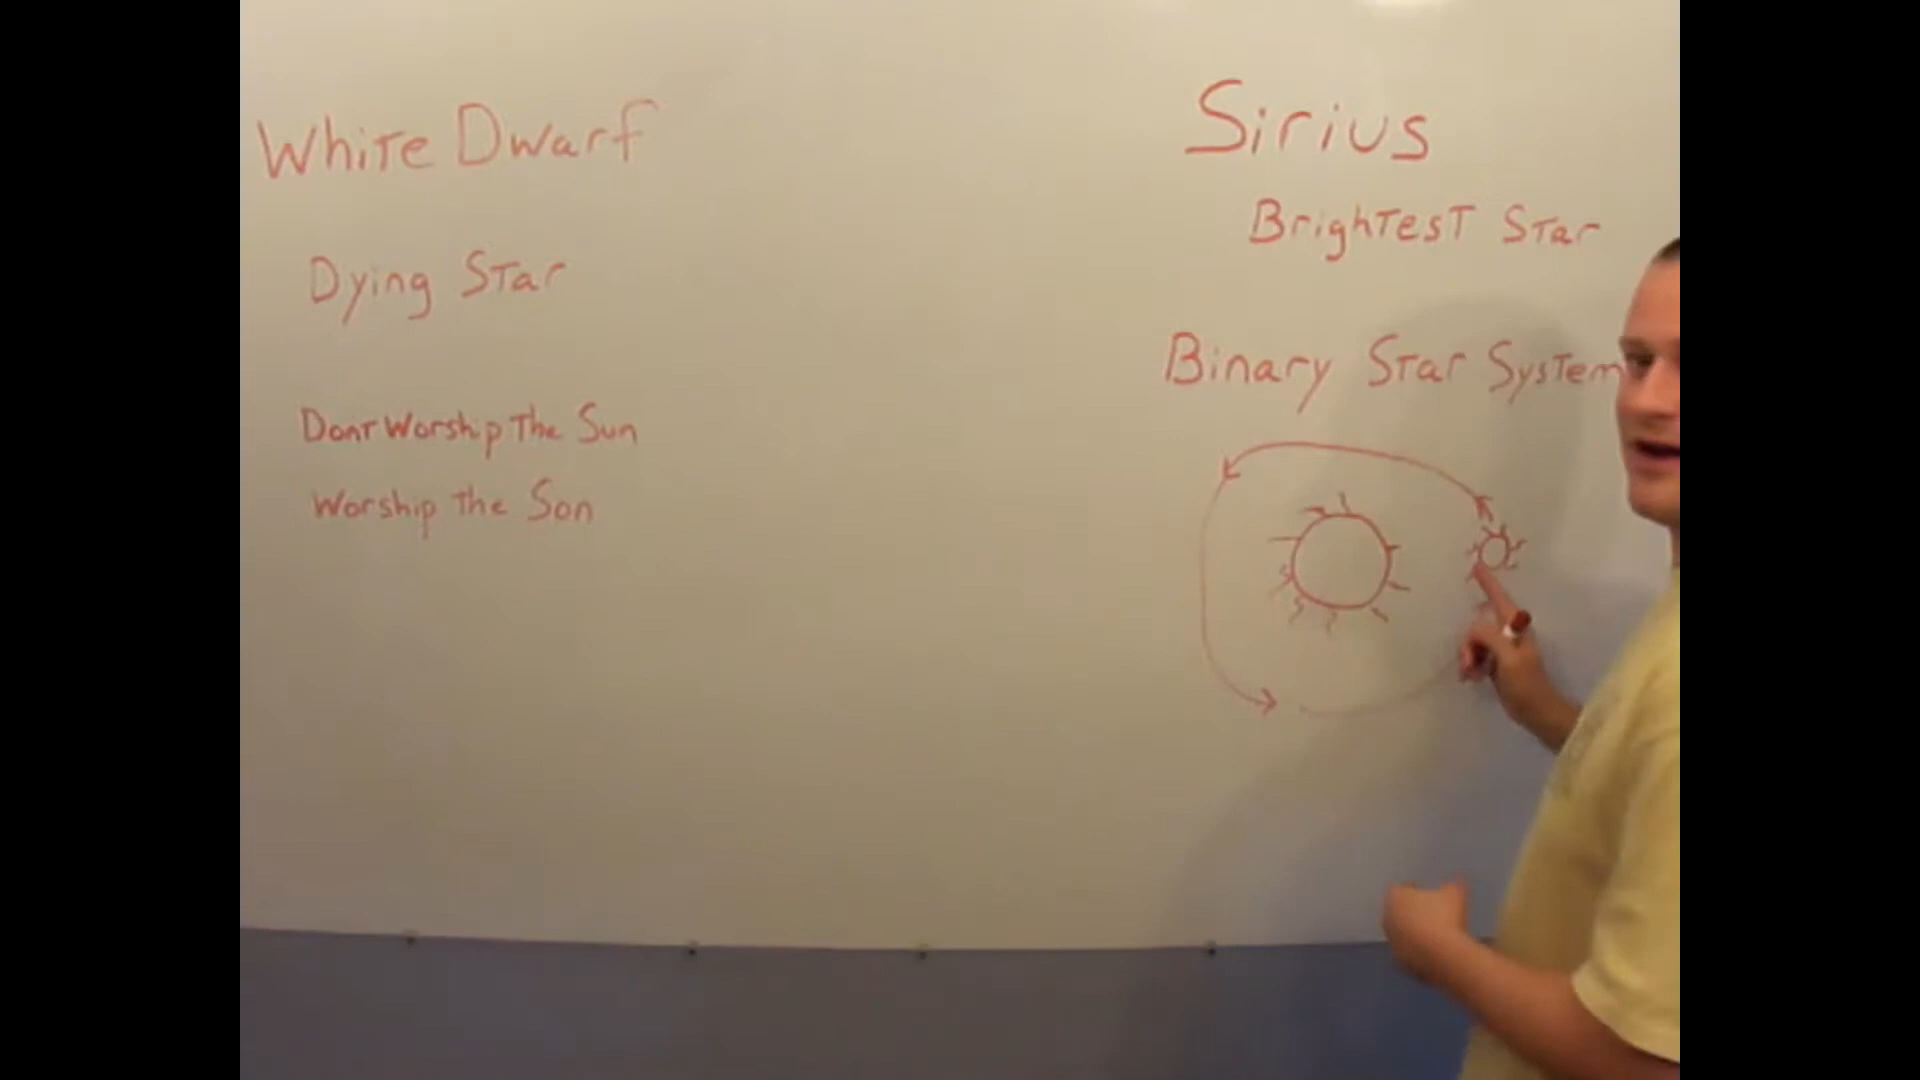 White Dwarf
Dying Star
Dont Worship The Sun
Worship the Son
Sirius
Brightest Star
Binary Star System